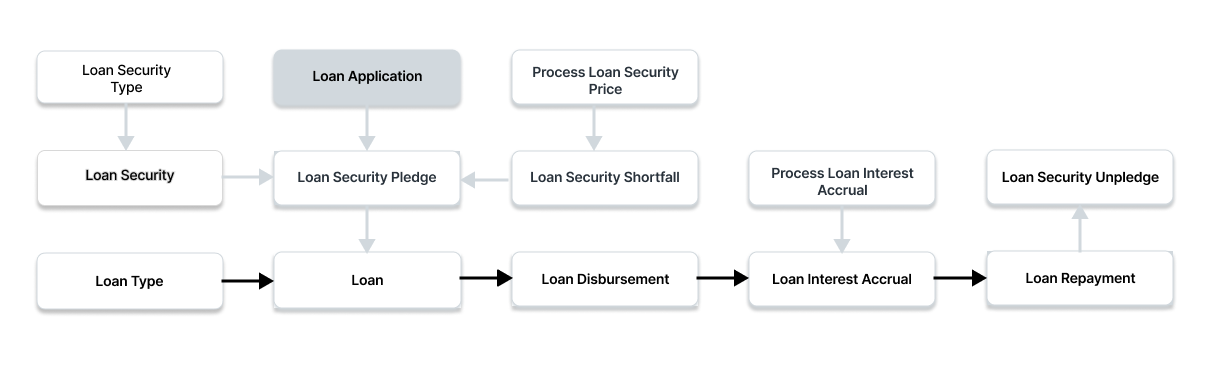 Loan Security
Type
Loan Application
Process Loan Security
Price
Loan Security
Loan Security Pledge
Loan Security Shortfall
Process Loan Interest
Accrual
Loan Security Unpledge
Loan Type
Loan
Loan Disbursement
Loan Interest Accrual
Loan Repayment